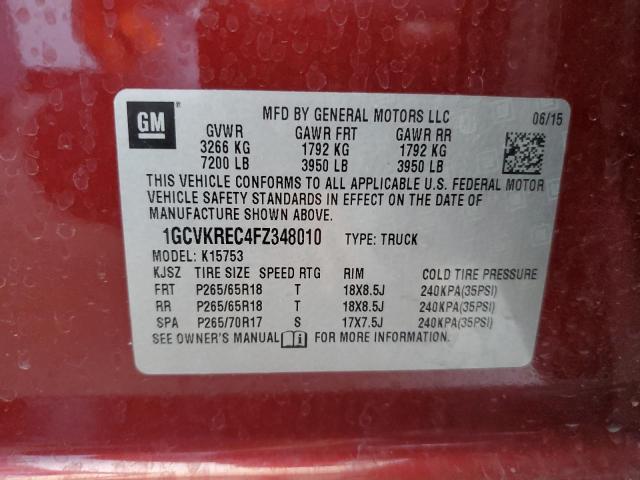 GM
MFD BY GENERAL MOTORS LLC 06/15
GVWR GAWR FRT GAWR RR
3266 KG 1792 KG 1792 KG
7200 LB 3950 LB 3950 LB
THIS VEHICLE CONFORMS TO ALL APPLICABLE U.S. FEDERAL MOTOR
VEHICLE SAFETY STANDARDS IN EFFECT ON THE DATE OF
MANUFACTURE SHOWN ABOVE.
1GCVKREC4FZ348010 TYPE: TRUCK
MODEL: K15753
KJSZ TIRE SIZE SPEED RTG RIM COLD TIRE PRESSURE
FRT P265/65R18 T 18X8.5J 240KPA(35PSI)
RR P265/65R18 T 18X8.5J 240KPA(35PSI)
SPA P265/70R17 S 17X7.5J 240KPA(35PSI)
SEE OWNER'S MANUAL FOR MORE INFORMATION.